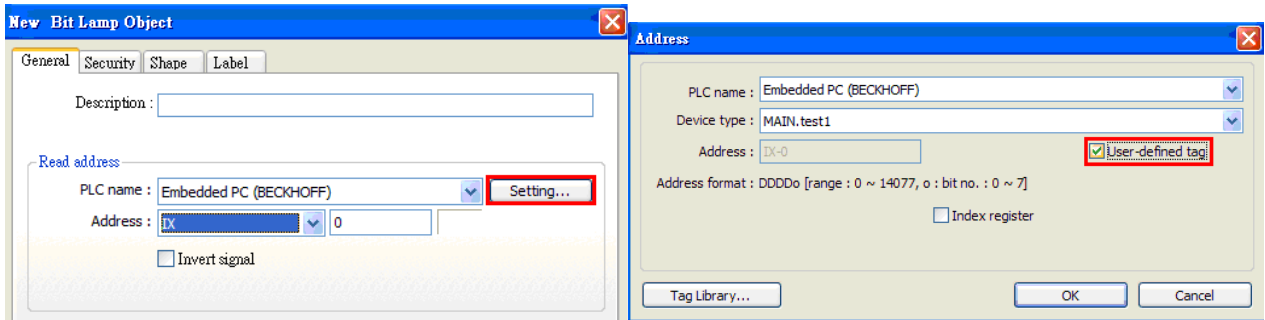 New Bit Lamp Object
General Security Shape Label
Description :
Read address
PLC name : Embedded PC (BECKHOFF) Setting...
Address : IX 0
Invert signal
Address
PLC name : Embedded PC (BECKHOFF)
Device type : MAIN.test1
Address : IX-0 User-defined tag
Address format : DDDDo [range : 0 ~ 14077, o : bit no. : 0 ~ 7]
Index register
Tag Library... OK Cancel